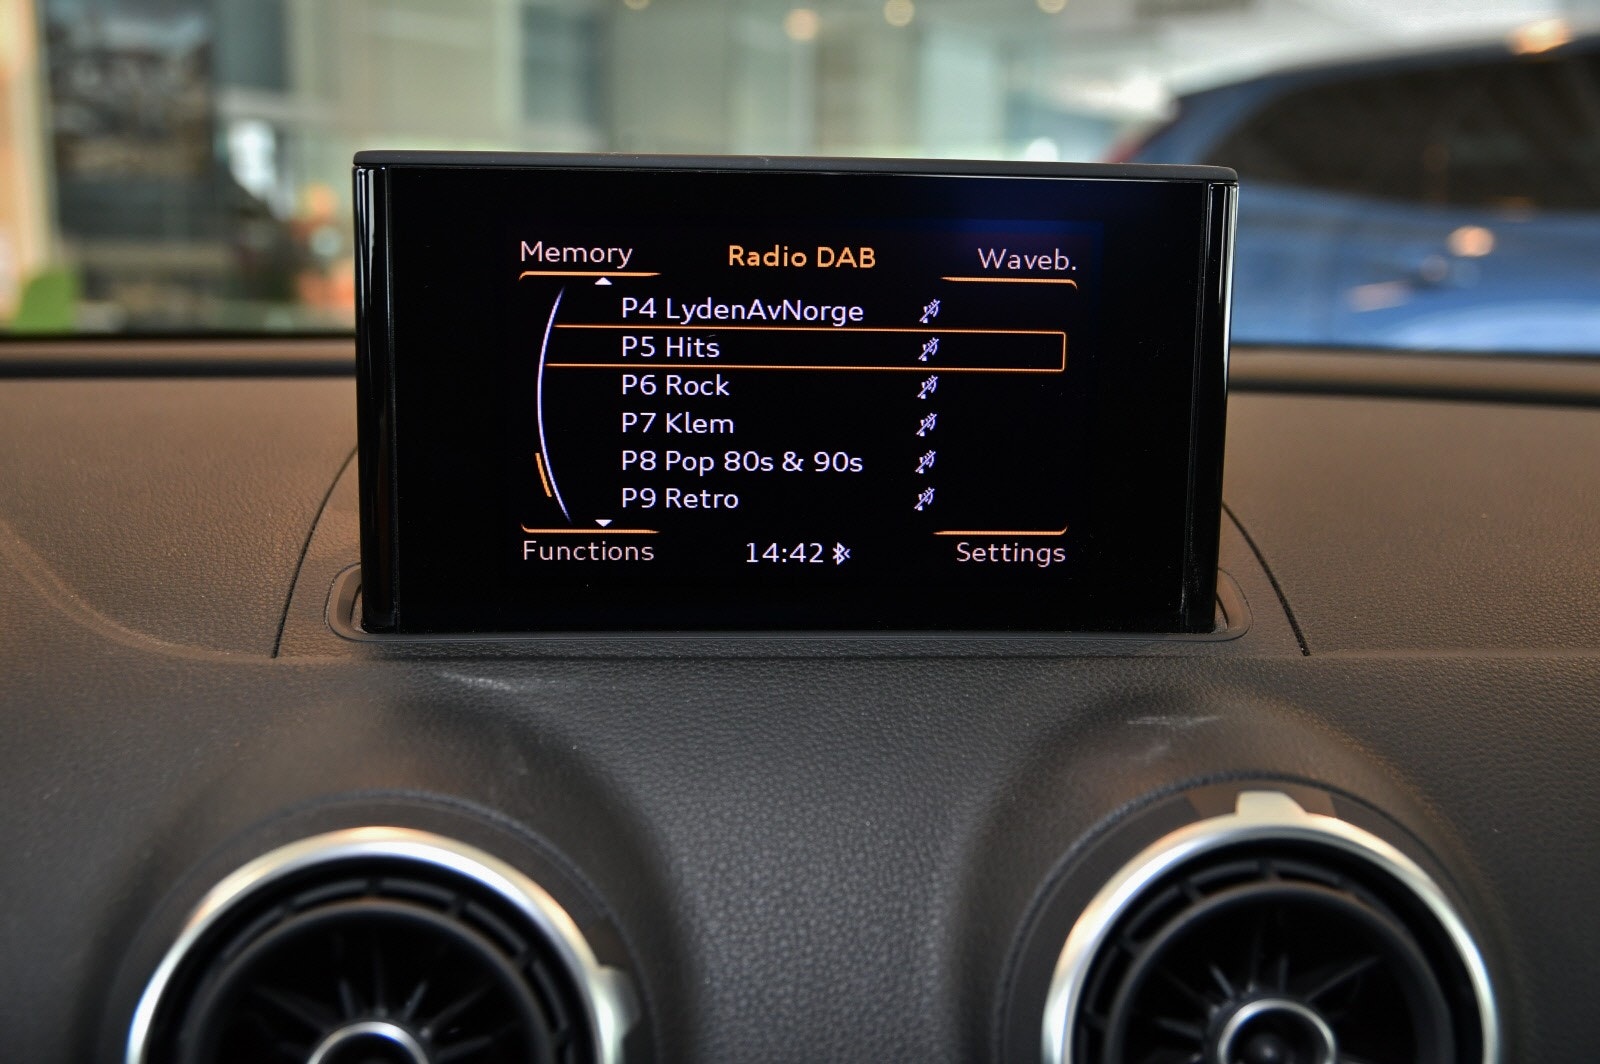 Memory Radio DAB Waveb.
P4 LydenAvNorge
P5 Hits
P6 Rock
P7 Klem
P8 Pop 80s & 90s
P9 Retro
Functions 14:42 Settings